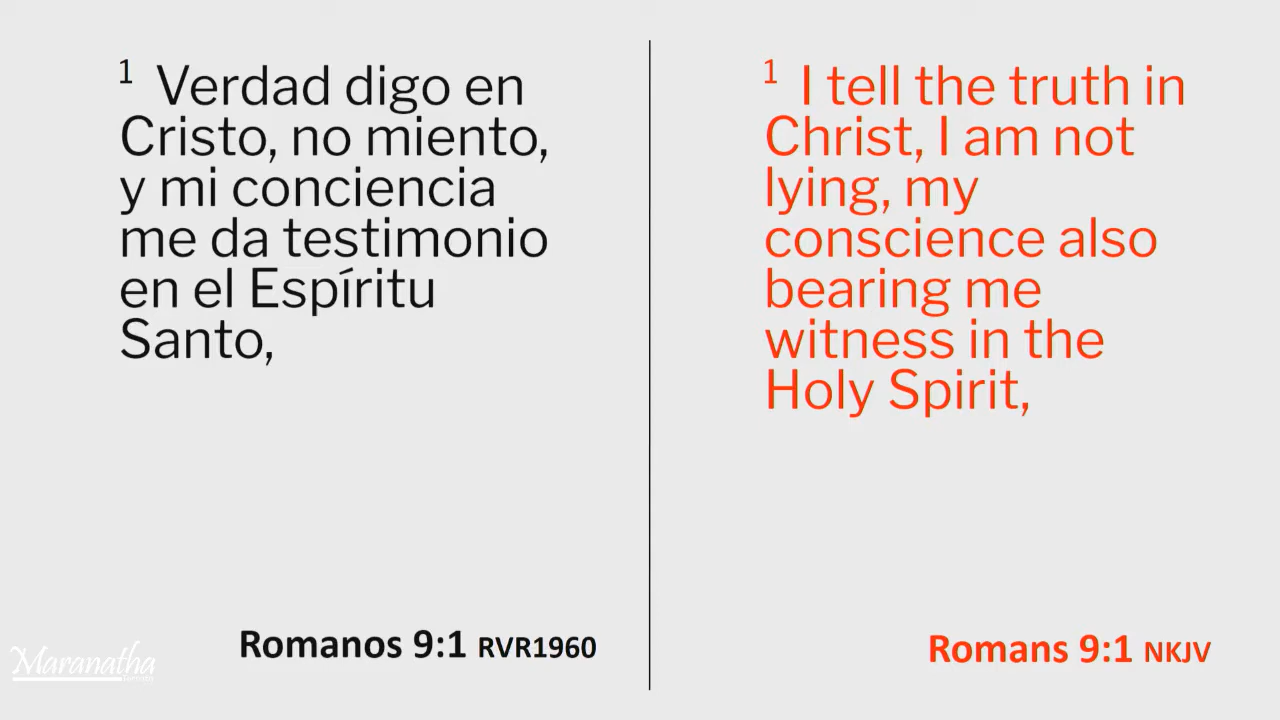 1 Verdad digo en
Cristo, no miento,
y mi conciencia
me da testimonio
en el Espíritu
Santo,
Romanos 9:1 RVR1960
1 I tell the truth in
Christ, I am not
lying, my
conscience also
bearing me
witness in the
Holy Spirit,
Romans 9:1 NKJV
Maranatha